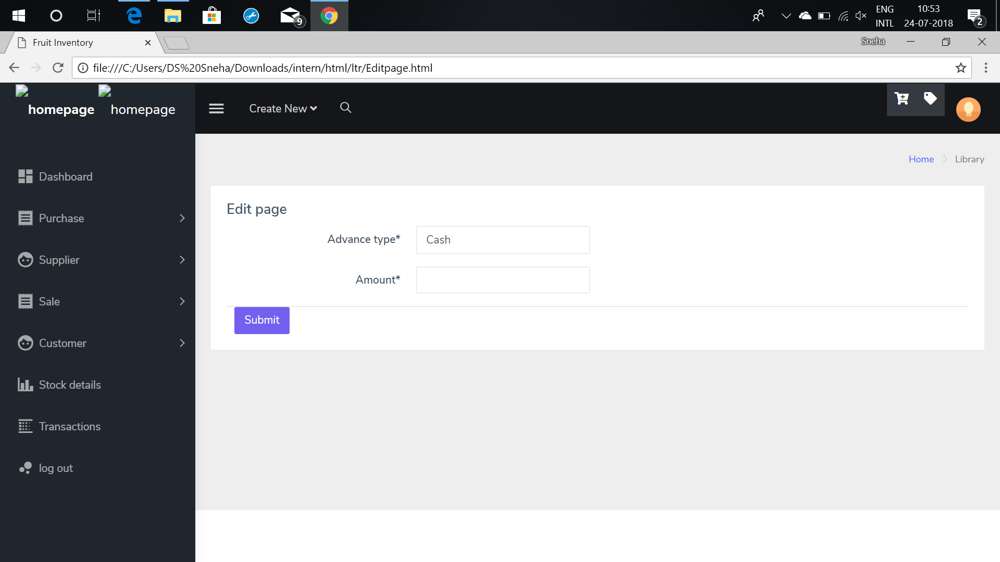 9
ENG
INTL
10:53
24-07-2018
2
Fruit Inventory
Sneha
file:///C:/Users/DS%20Sneha/Downloads/intern/html/ltr/Editpage.html
homepage
homepage
Create New
Home
Library
Dashboard
Purchase
Supplier
Sale
Customer
Stock details
Transactions
log out
Edit page
Advance type*
Cash
Amount*
Submit